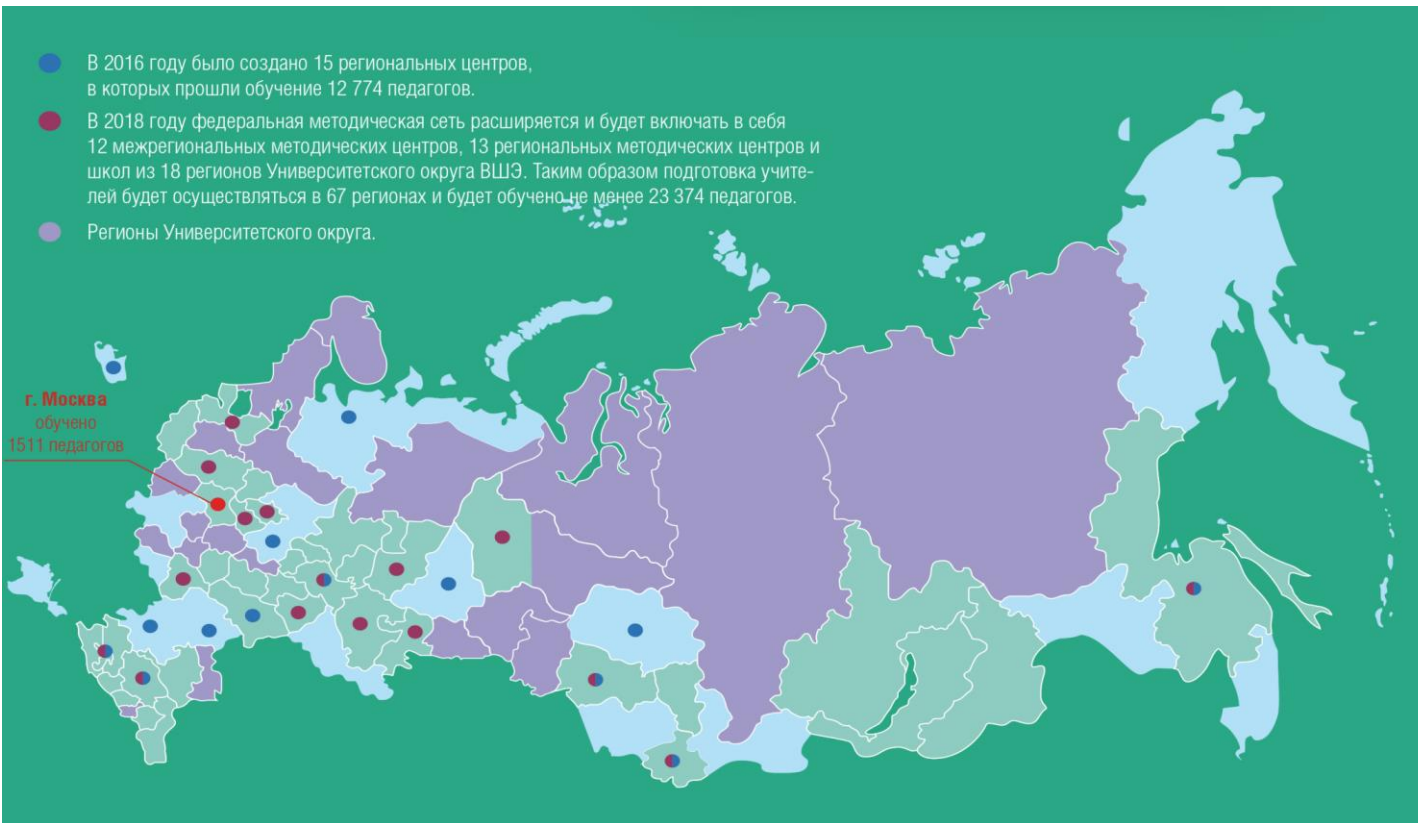 В 2016 году было создано 15 региональных центров,
в которых прошли обучение 12 774 педагогов.
В 2018 году федеральная методическая сеть расширяется и будет включать в себя
12 межрегиональных методических центров, 13 региональных методических центров и
школ из 18 регионов Университетского округа ВШЭ. Таким образом подготовка учите-
лей будет осуществляться в 67 регионах и будет обучено не менее 23 374 педагогов.
Регионы Университетского округа.
г. Москва
обучено
1511 педагогов